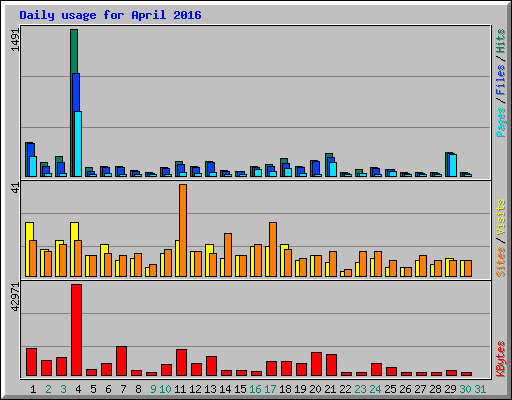 Daily usage for April 2016
1491
Pages / Files / Hits
41
Sites / Visits
42971
KBytes
1 2 3 4 5 6 7 8 9 10 11 12 13 14 15 16 17 18 19 20 21 22 23 24 25 26 27 28 29 30 31